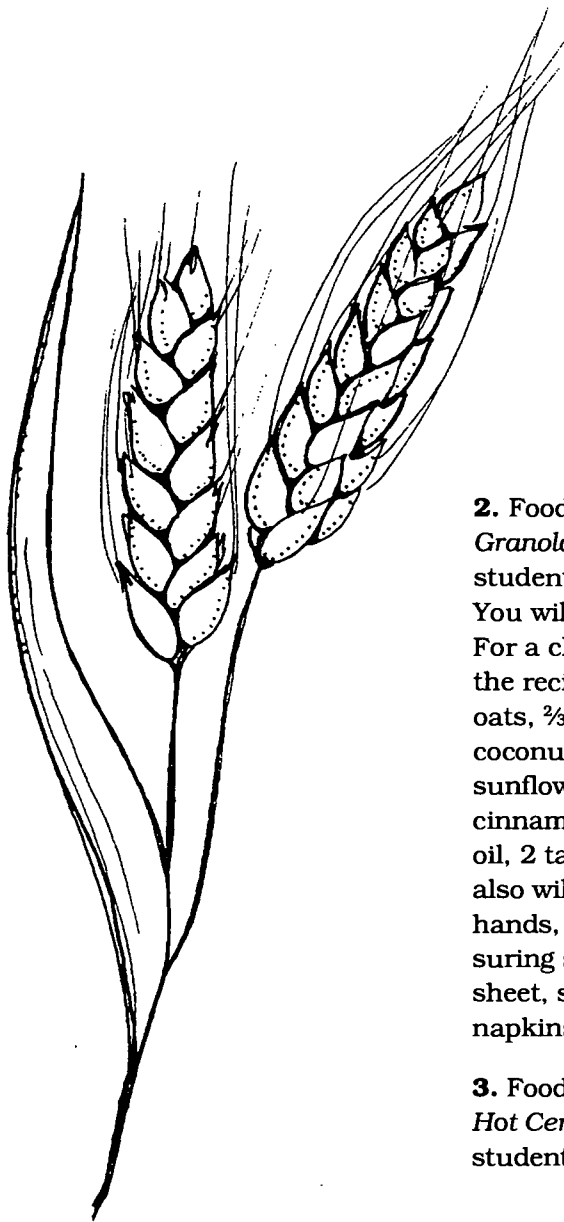 2. Food
Granola
student
You wil
For a cl
the reci
oats, ⅔
coconu
sunflow
cinnam
oil, 2 ta
also wil
hands,
suring s
sheet, s
napkins
3. Food
Hot Cer
student